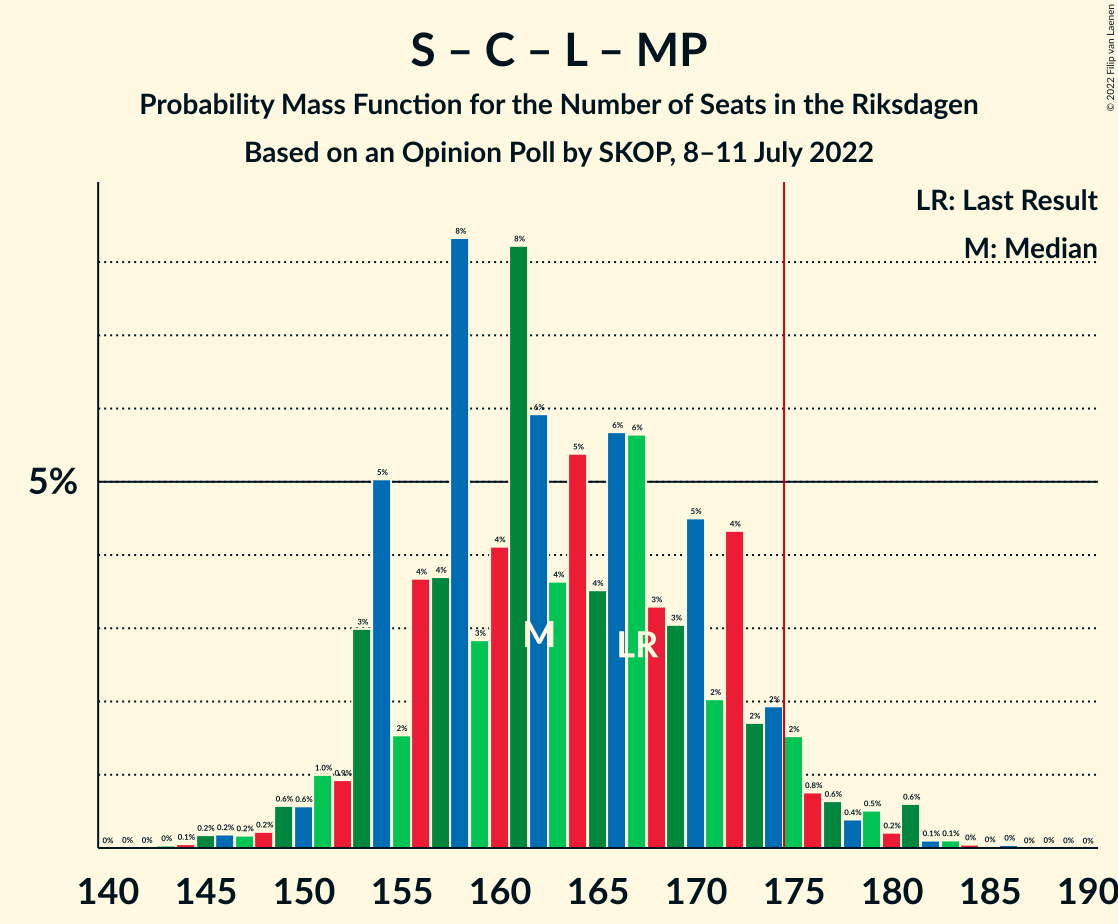 © 2022 Filip van Laenen
S – C – L – MP
Probability Mass Function for the Number of Seats in the Riksdagen
Based on an Opinion Poll by SKOP, 8–11 July 2022
LR: Last Result
M: Median
5%
0% 0% 0% 0% 0.1% 0.2% 0.2% 0.2% 0.2% 0.6% 0.6% 1.0% 0.9% 3% 5% 2% 4% 4% 8% 3% 4% 8% 6% 4% 5% 4% 6% 6% 3% 3% 5% 2% 4% 2% 2% 2% 0.8% 0.6% 0.4% 0.5% 0.2% 0.6% 0.1% 0.1% 0% 0% 0% 0% 0% 0% 0%
M LR
140 145 150 155 160 165 170 175 180 185 190